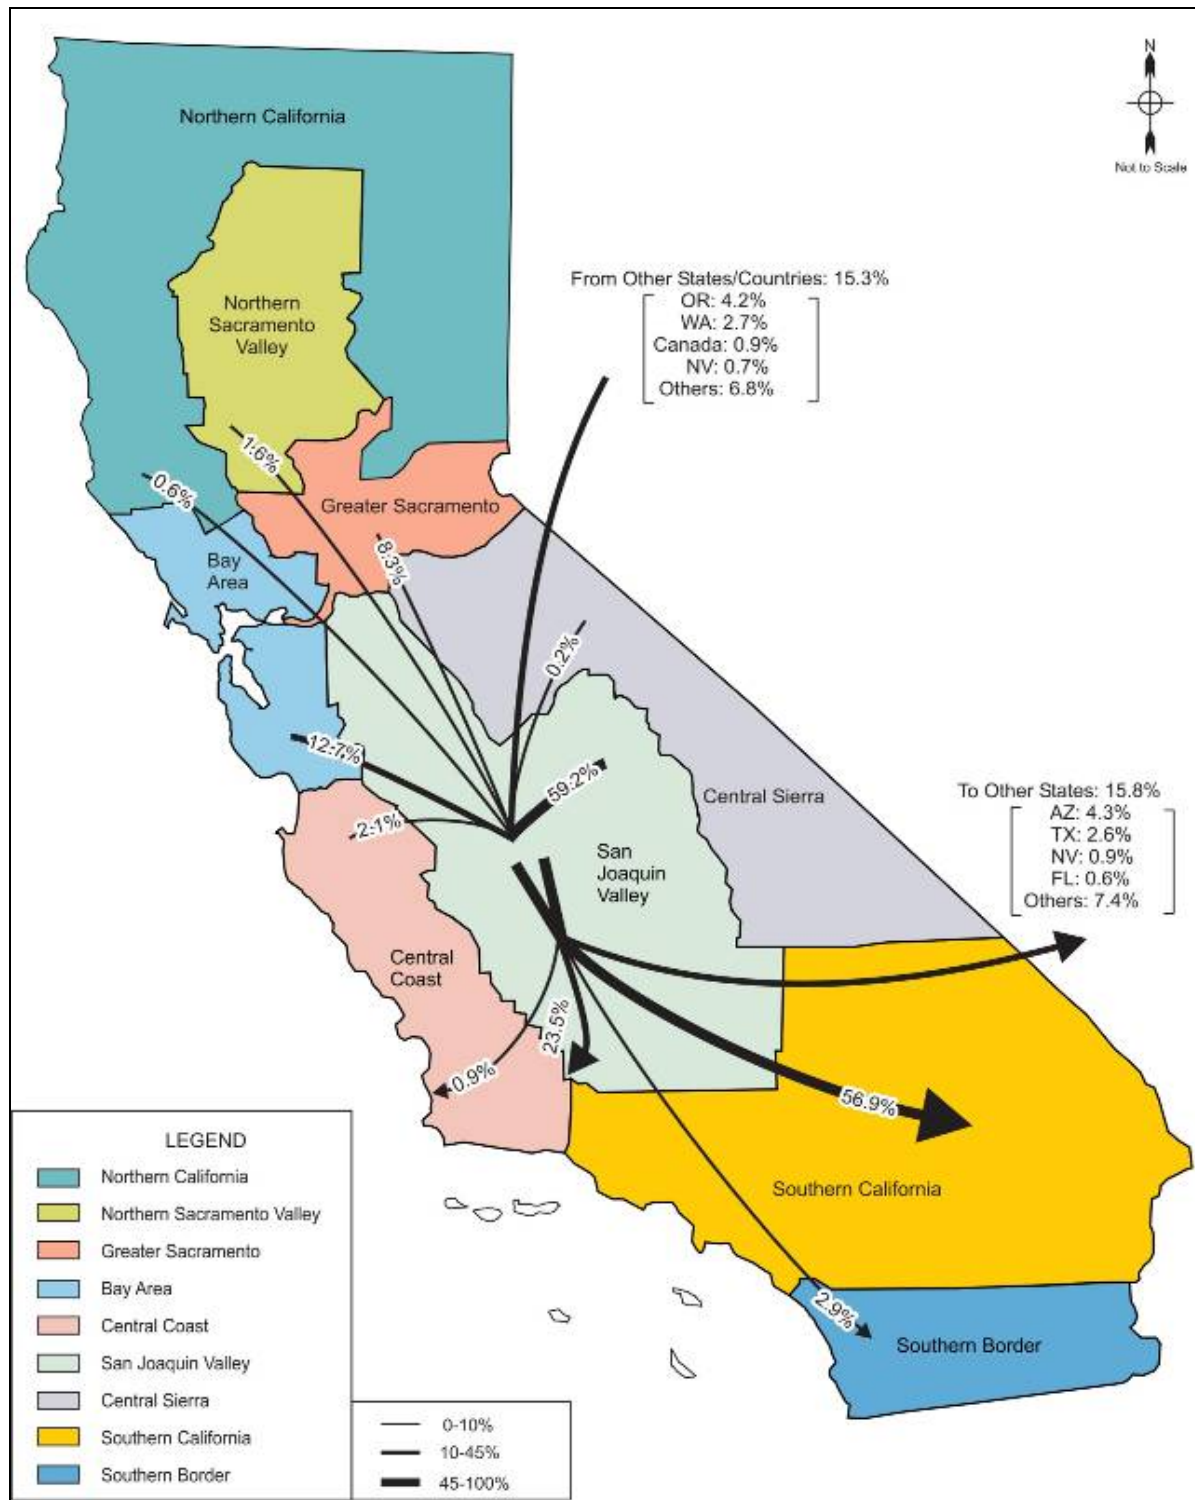 N
Not to Scale
Northern California
Northern
Sacramento
Valley
From Other States/Countries: 15.3%
OR: 4.2%
WA: 2.7%
Canada: 0.9%
NV: 0.7%
Others: 6.8%
1.6%
0.6%
Greater Sacramento
8.3%
Bay
Area
0.2%
12.7%
59.2%
Central Sierra
2.1%
To Other States: 15.8%
AZ: 4.3%
TX: 2.6%
NV: 0.9%
FL: 0.6%
Others: 7.4%
San
Joaquin
Valley
Central
Coast
23.5%
0.9%
56.9%
Southern California
2.9%
Southern Border
LEGEND
Northern California
Northern Sacramento Valley
Greater Sacramento
Bay Area
Central Coast
San Joaquin Valley
Central Sierra
Southern California
Southern Border
0-10%
10-45%
45-100%